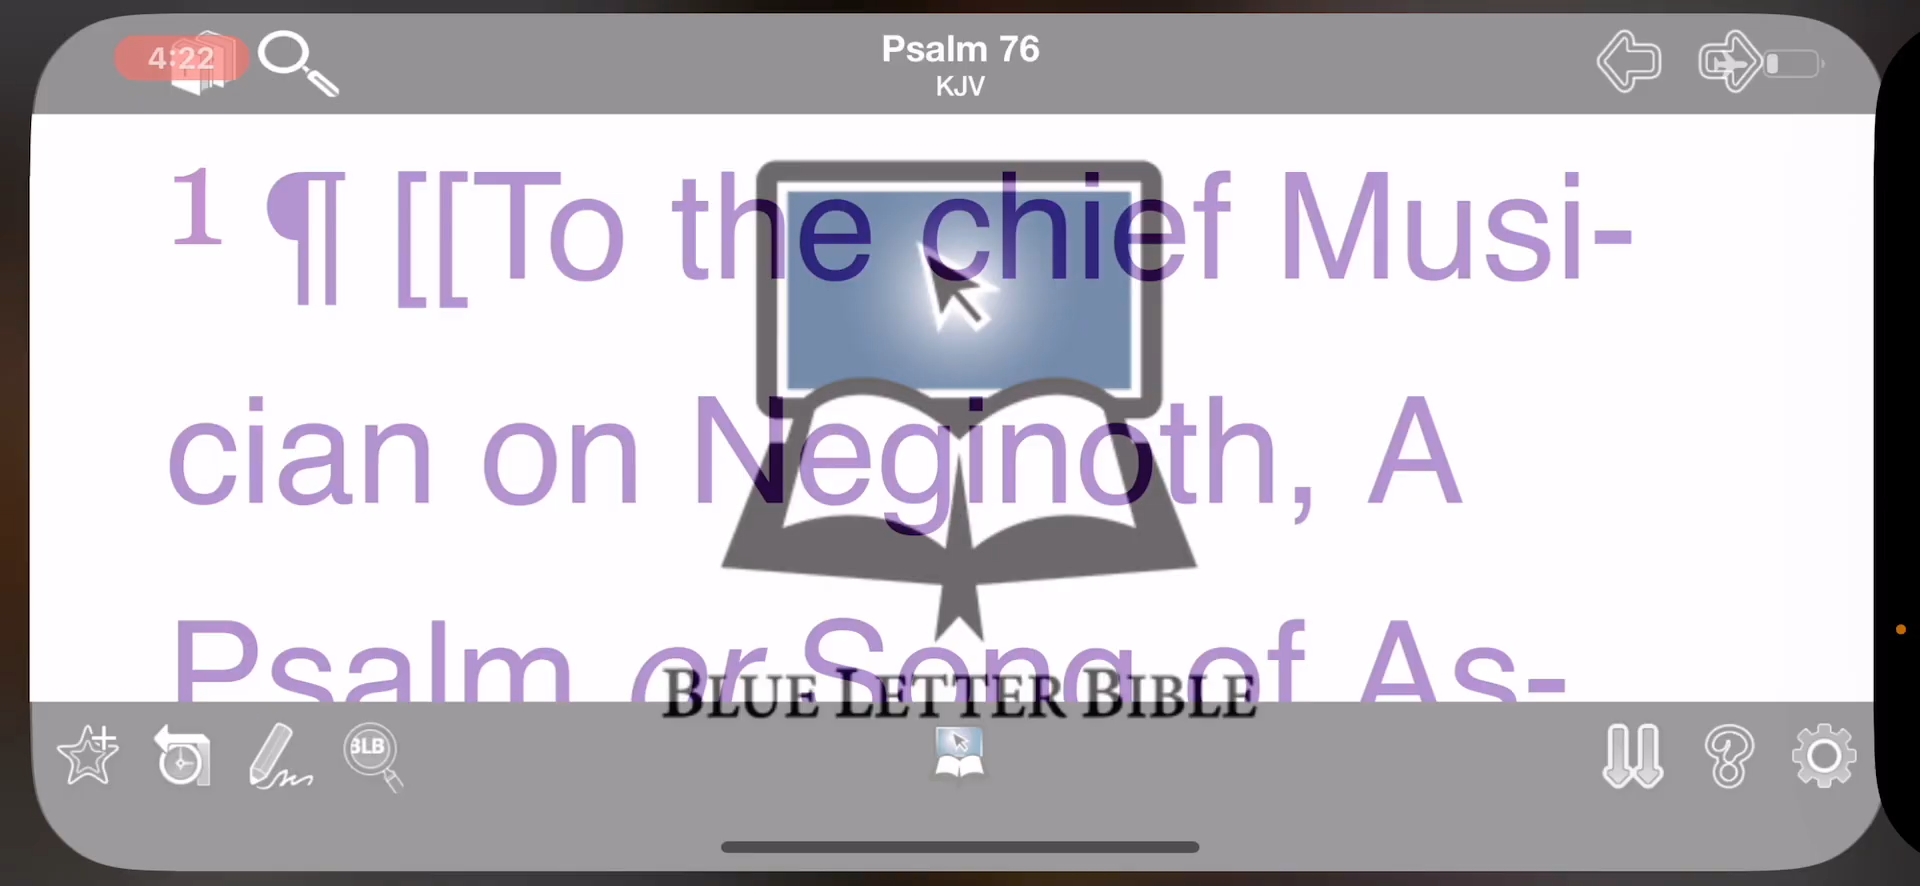 4:22
Psalm 76
KJV
1 ¶ [[To the chief Musi-
cian on Neginoth, A
Psalm or Song of As-
BLUE LETTER BIBLE
BLB